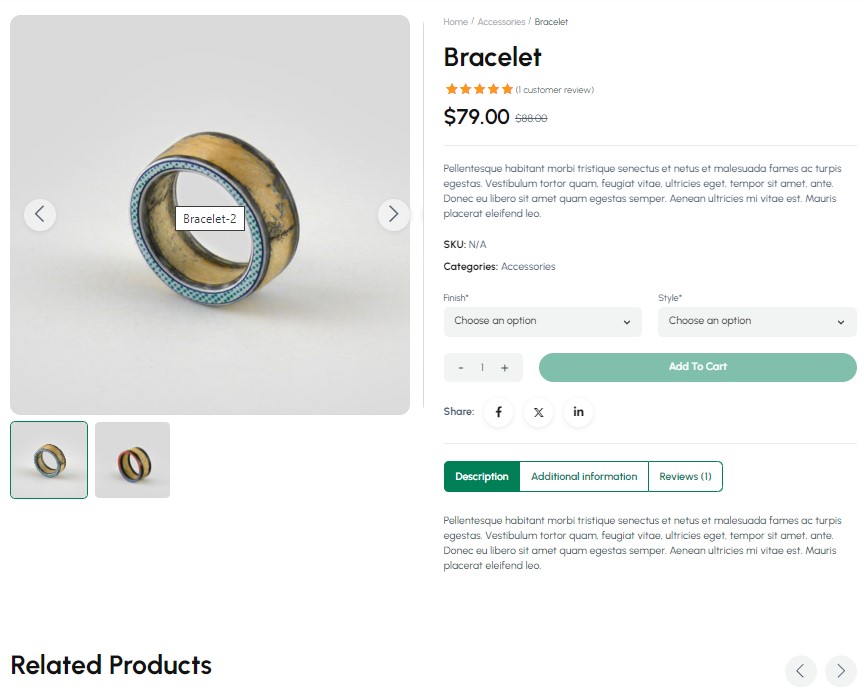 Home / Accessories / Bracelet
Bracelet
(1 customer review)
$79.00 $88.00
Pellentesque habitant morbi tristique senectus et netus et malesuada fames ac turpis
egestas. Vestibulum tortor quam, feugiat vitae, ultricies eget, tempor sit amet, ante.
Donec eu libero sit amet quam egestas semper. Aenean ultricies mi vitae est. Mauris
placerat eleifend leo.
Bracelet-2
SKU: N/A
Categories: Accessories
Finish* Style*
Choose an option Choose an option
- 1 + Add To Cart
Share: f X in
Description Additional information Reviews (1)
Pellentesque habitant morbi tristique senectus et netus et malesuada fames ac turpis
egestas. Vestibulum tortor quam, feugiat vitae, ultricies eget, tempor sit amet, ante.
Donec eu libero sit amet quam egestas semper. Aenean ultricies mi vitae est. Mauris
placerat eleifend leo.
Related Products